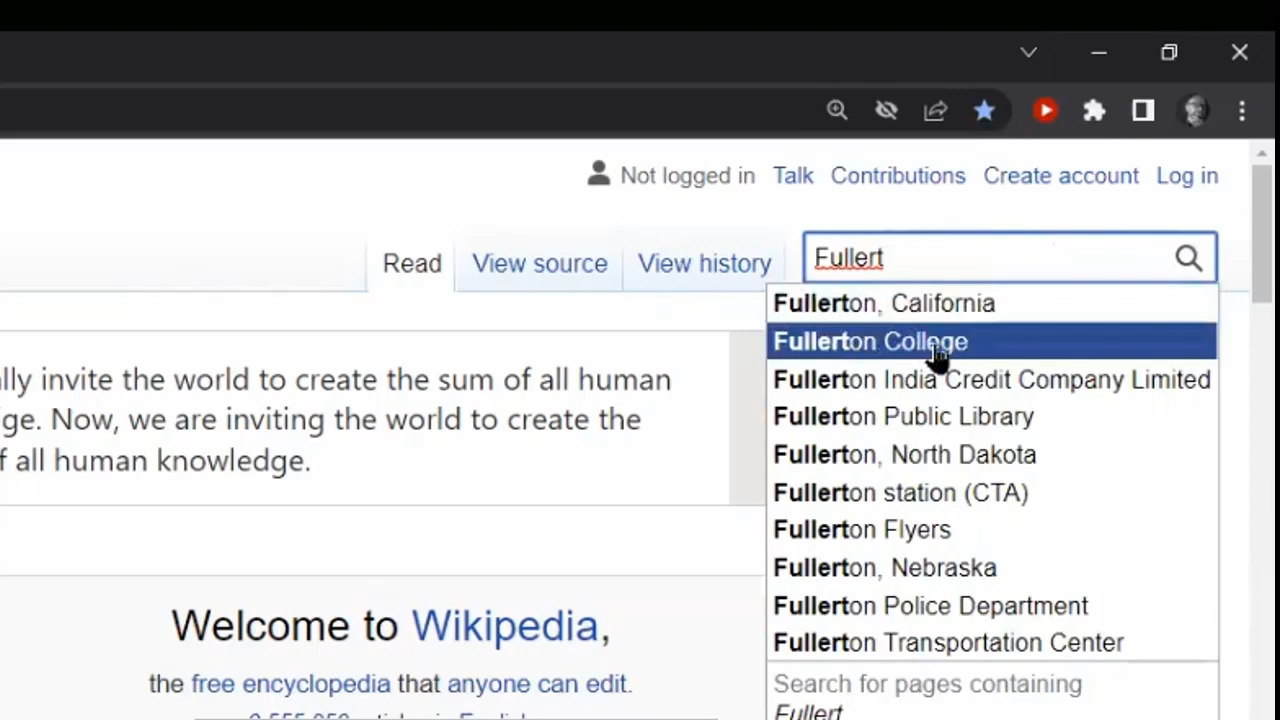 Not logged in Talk Contributions Create account Log in
Read View source View history Fullert
Fullerton, California
Fullerton College
Fullerton India Credit Company Limited
Fullerton Public Library
Fullerton, North Dakota
Fullerton station (CTA)
Fullerton Flyers
Fullerton, Nebraska
Fullerton Police Department
Fullerton Transportation Center
Search for pages containing
Fullert
lly invite the world to create the sum of all human
ge. Now, we are inviting the world to create the
f all human knowledge.
Welcome to Wikipedia,
the free encyclopedia that anyone can edit.